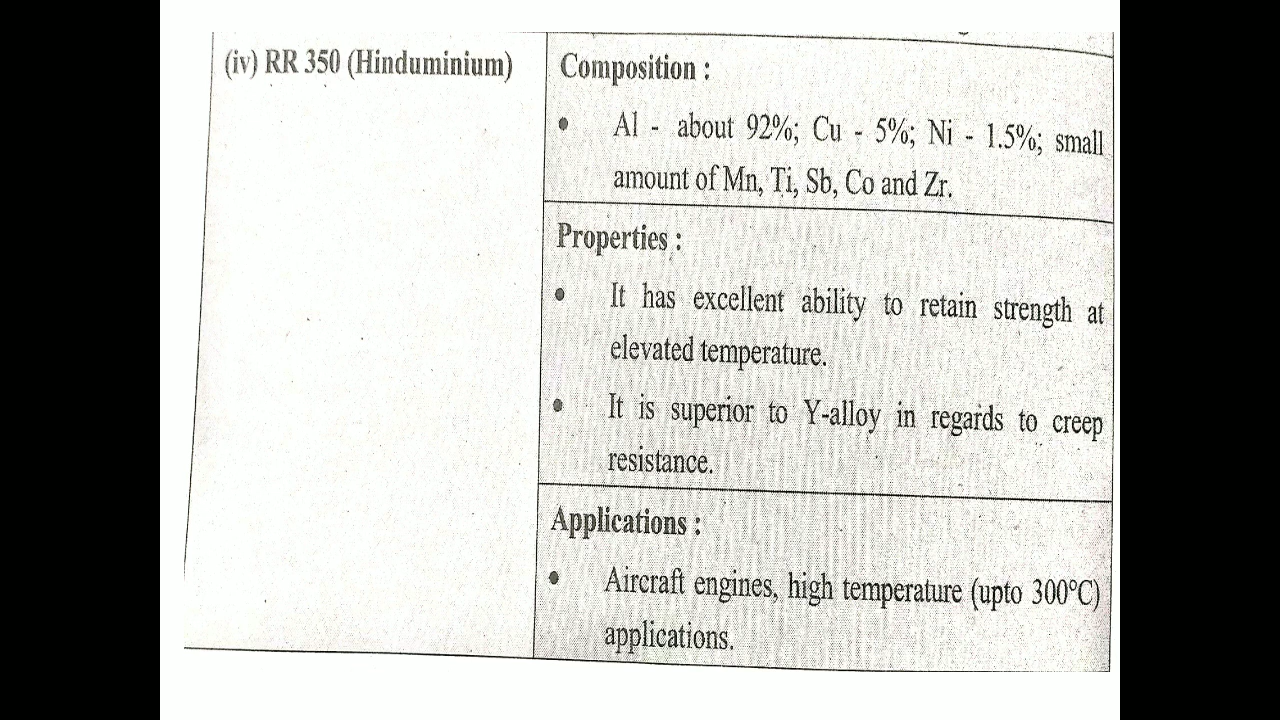 (iv) RR 350 (Hinduminium)
Composition :
• Al - about 92%; Cu - 5%; Ni - 1.5%; small
amount of Mn, Ti, Sb, Co and Zr.
Properties :
• It has excellent ability to retain strength at
elevated temperature.
• It is superior to Y-alloy in regards to creep
resistance.
Applications :
• Aircraft engines, high temperature (upto 300°C)
applications.